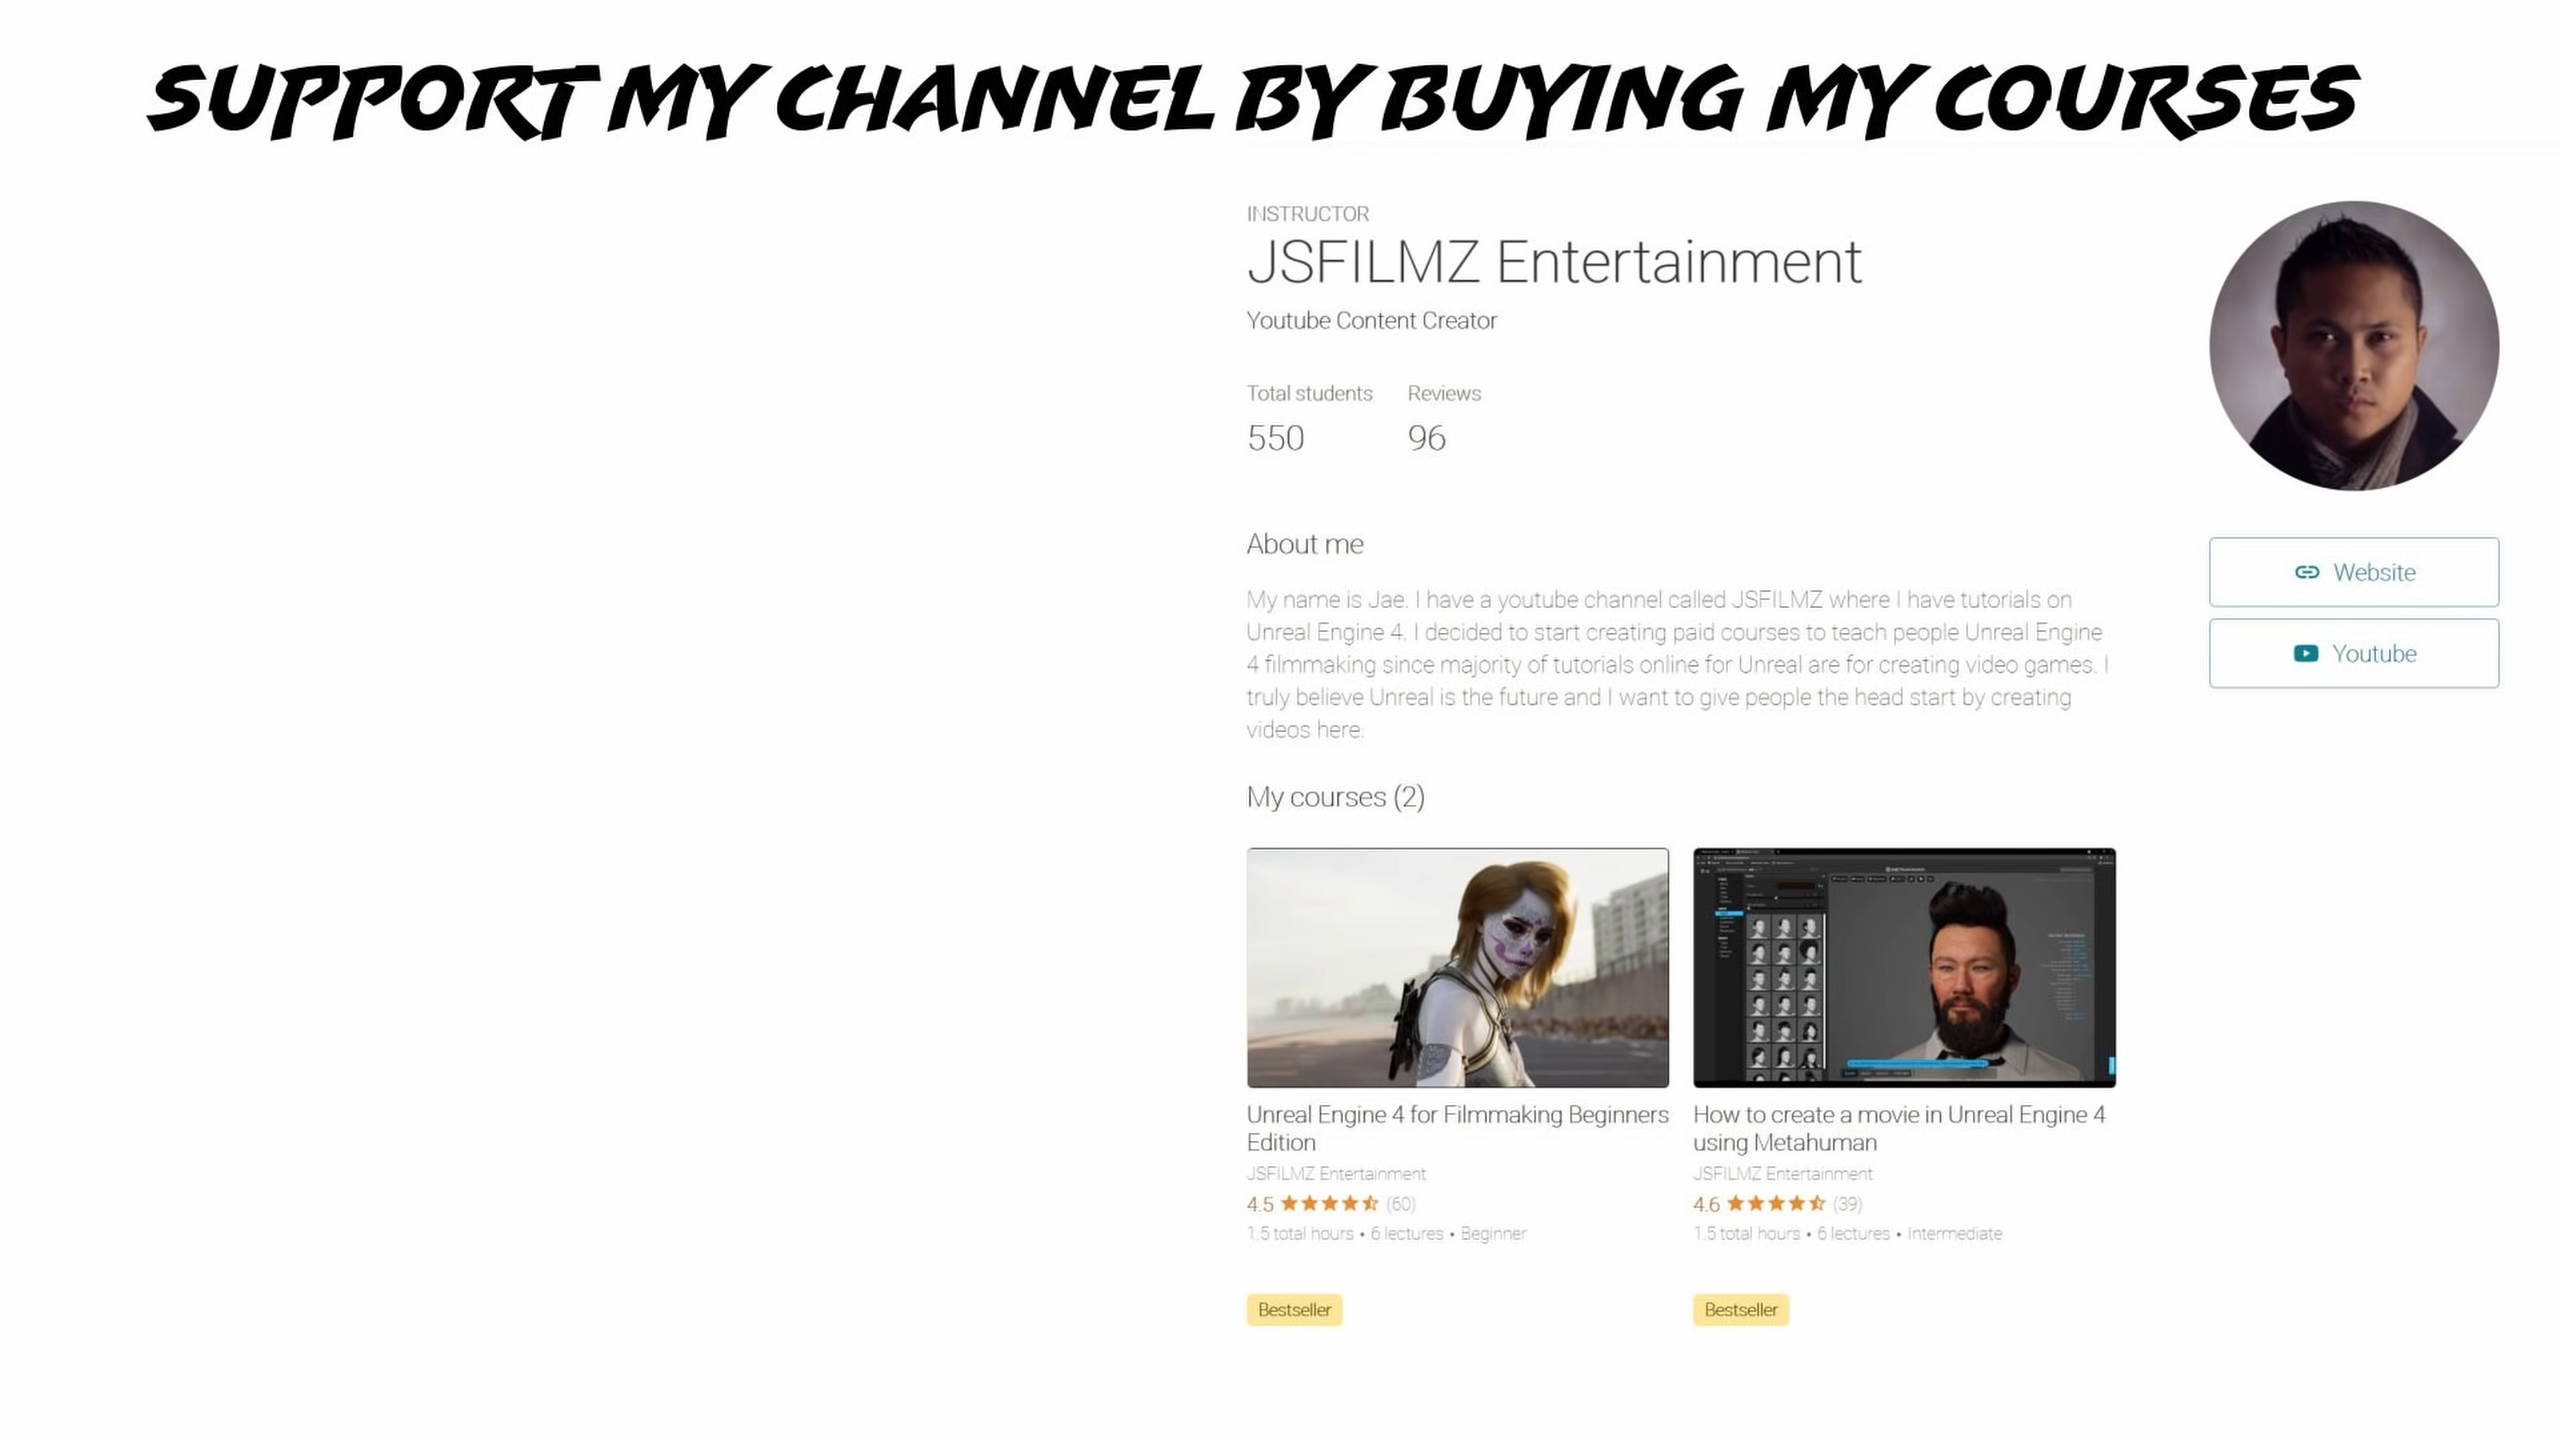 SUPPORT MY CHANNEL BY BUYING MY COURSES
INSTRUCTOR
JSFILMZ Entertainment
Youtube Content Creator
Total students
Reviews
550
96
About me
My name is Jae. I have a youtube channel called JSFILMZ where I have tutorials on
Unreal Engine 4. I decided to start creating paid courses to teach people Unreal Engine
4 filmmaking since majority of tutorials online for Unreal are for creating video games. I
truly believe Unreal is the future and I want to give people the head start by creating
videos here.
Website
Youtube
My courses (2)
Unreal Engine 4 for Filmmaking Beginners
Edition
JSFILMZ Entertainment
4.5 (60)
1.5 total hours • 6 lectures • Beginner
Bestseller
How to create a movie in Unreal Engine 4
using Metahuman
JSFILMZ Entertainment
4.6 (39)
1.5 total hours • 6 lectures • Intermediate
Bestseller